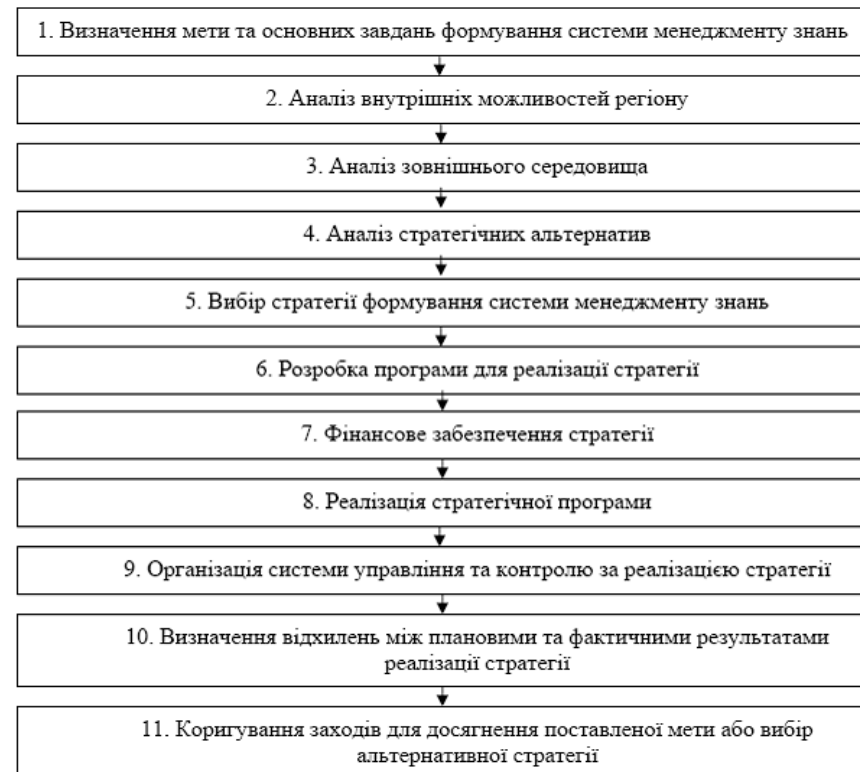 1. Визначення мети та основних завдань формування системи менеджменту знань
2. Аналіз внутрішніх можливостей регіону
3. Аналіз зовнішнього середовища
4. Аналіз стратегічних альтернатив
5. Вибір стратегії формування системи менеджменту знань
6. Розробка програми для реалізації стратегії
7. Фінансове забезпечення стратегії
8. Реалізація стратегічної програми
9. Організація системи управління та контролю за реалізацією стратегії
10. Визначення відхилень між плановими та фактичними результатами
реалізації стратегії
11. Коригування заходів для досягнення поставленої мети або вибір
альтернативної стратегії